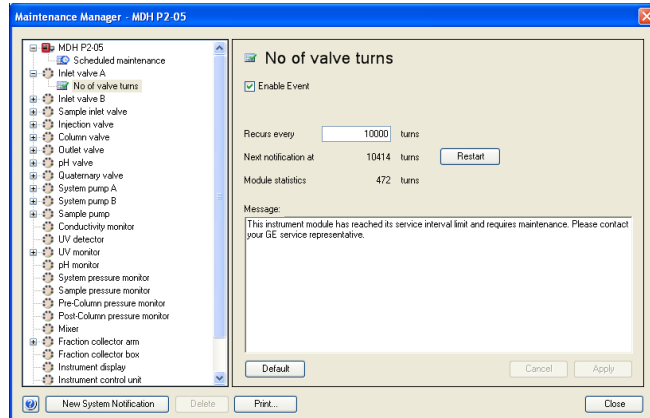 Maintenance Manager - MDH P2-05
MDH P2-05
Scheduled maintenance
Inlet valve A
No of valve turns
Inlet valve B
Sample inlet valve
Injection valve
Column valve
Outlet valve
pH valve
Quaternary valve
System pump A
System pump B
Sample pump
Conductivity monitor
UV detector
UV monitor
pH monitor
System pressure monitor
Sample pressure monitor
Pre-Column pressure monitor
Post-Column pressure monitor
Mixer
Fraction collector arm
Fraction collector box
Instrument display
Instrument control unit
No of valve turns
Enable Event
Recurs every 10000 turns
Next notification at 10414 turns Restart
Module statistics 472 turns
Message:
This instrument module has reached its service interval limit and requires maintenance. Please contact
your GE service representative.
Default Cancel Apply
New System Notification Delete Print... Close